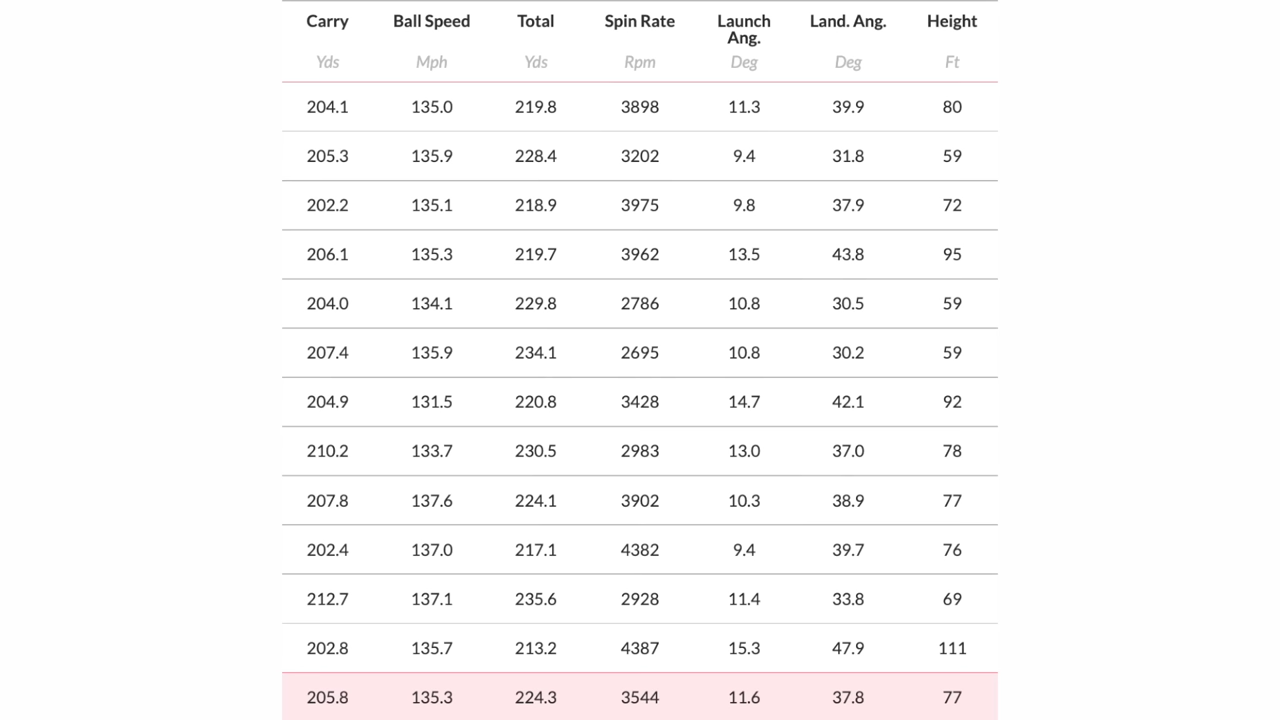 Carry Ball Speed Total Spin Rate Launch Ang. Land. Ang. Height
Yds Mph Yds Rpm Deg Deg Ft
204.1 135.0 219.8 3898 11.3 39.9 80
205.3 135.9 228.4 3202 9.4 31.8 59
202.2 135.1 218.9 3975 9.8 37.9 72
206.1 135.3 219.7 3962 13.5 43.8 95
204.0 134.1 229.8 2786 10.8 30.5 59
207.4 135.9 234.1 2695 10.8 30.2 59
204.9 131.5 220.8 3428 14.7 42.1 92
210.2 133.7 230.5 2983 13.0 37.0 78
207.8 137.6 224.1 3902 10.3 38.9 77
202.4 137.0 217.1 4382 9.4 39.7 76
212.7 137.1 235.6 2928 11.4 33.8 69
202.8 135.7 213.2 4387 15.3 47.9 111
205.8 135.3 224.3 3544 11.6 37.8 77